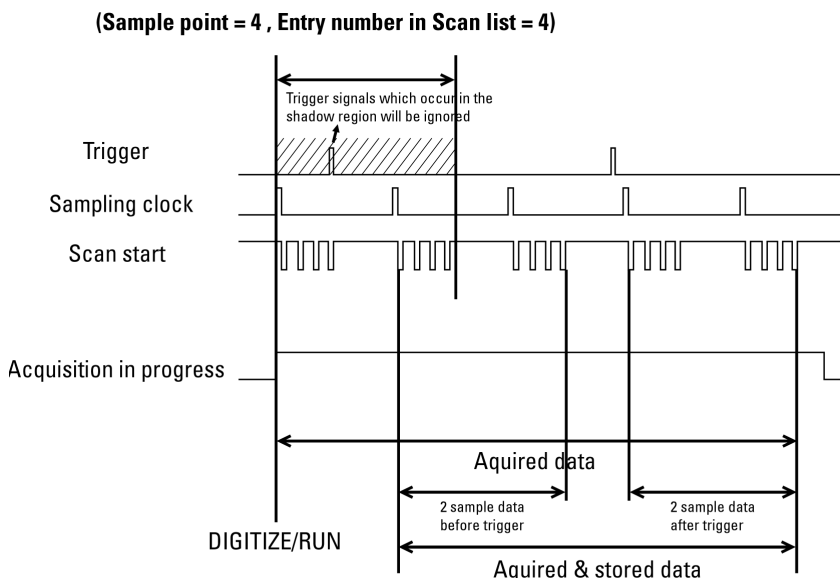 (Sample point = 4 , Entry number in Scan list = 4)
Trigger signals which occur in the
shadow region will be ignored
Trigger
Sampling clock
Scan start
Acquisition in progress
Aquired data
2 sample data
before trigger
2 sample data
after trigger
DIGITIZE/RUN
Aquired & stored data